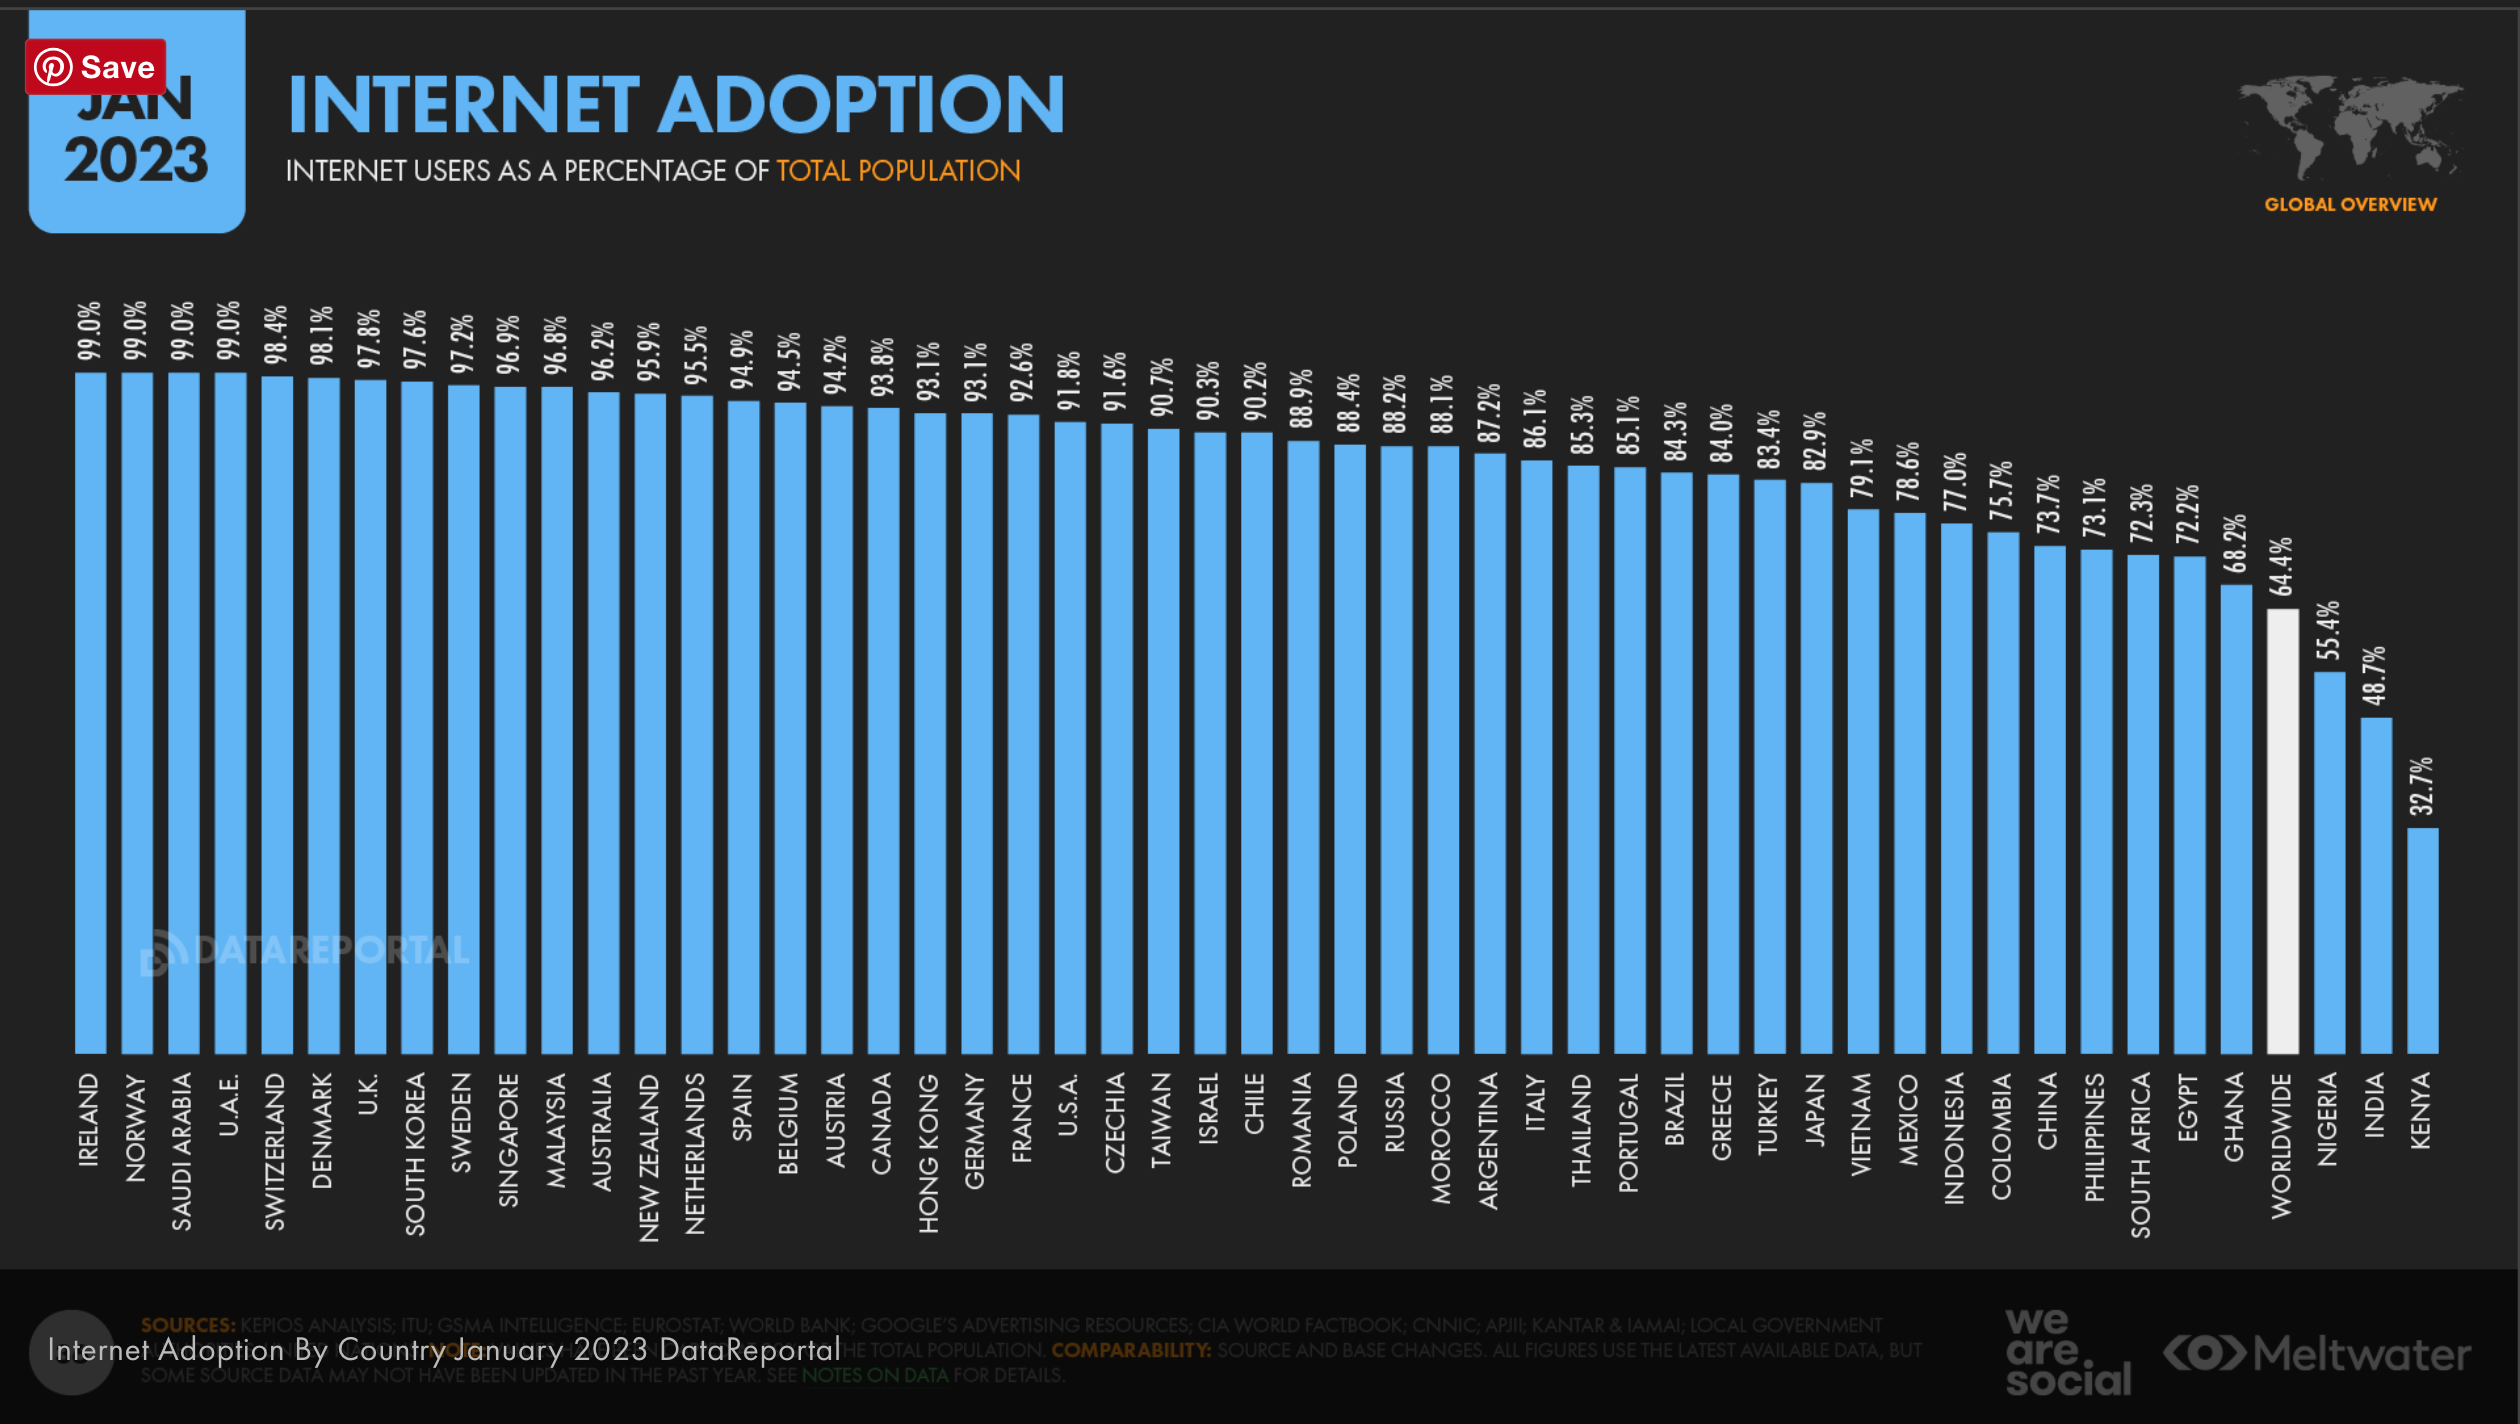 Save
JAN
2023
INTERNET ADOPTION
INTERNET USERS AS A PERCENTAGE OF TOTAL POPULATION
GLOBAL OVERVIEW
99.0% 99.0% 99.0% 99.0% 98.4% 98.1% 97.8% 97.6% 97.2% 96.9% 96.8% 96.2% 95.9% 95.5% 94.9% 94.5% 94.2% 93.8% 93.1% 93.1% 92.6% 91.8% 91.6% 90.7% 90.3% 90.2% 88.9% 88.4% 88.2% 88.1% 87.2% 86.1% 85.3% 85.1% 84.3% 84.0% 83.4% 82.9% 79.1% 78.6% 77.0% 75.7% 73.7% 73.1% 72.3% 72.2% 68.2% 64.4% 55.4% 48.7% 32.7%
DATAREPORTAL
IRELAND NORWAY SAUDI ARABIA U.A.E. SWITZERLAND DENMARK U.K. SOUTH KOREA SWEDEN SINGAPORE MALAYSIA AUSTRALIA NEW ZEALAND NETHERLANDS SPAIN BELGIUM AUSTRIA CANADA HONG KONG GERMANY FRANCE U.S.A. CZECHIA TAIWAN ISRAEL CHILE ROMANIA POLAND RUSSIA MOROCCO ARGENTINA ITALY THAILAND PORTUGAL BRAZIL GREECE TURKEY JAPAN VIETNAM MEXICO INDONESIA COLOMBIA CHINA PHILIPPINES SOUTH AFRICA EGYPT GHANA WORLDWIDE NIGERIA INDIA KENYA
SOURCES: KEPIOS ANALYSIS; ITU; GSMA INTELLIGENCE; EUROSTAT; WORLD BANK; GOOGLE'S ADVERTISING RESOURCES; CIA WORLD FACTBOOK; CNNIC; APJII; KANTAR & IAMAI; LOCAL GOVERNMENT
THE TOTAL POPULATION. COMPARABILITY: SOURCE AND BASE CHANGES. ALL FIGURES USE THE LATEST AVAILABLE DATA, BUT
SOME SOURCE DATA MAY NOT HAVE BEEN UPDATED IN THE PAST YEAR. SEE NOTES ON DATA FOR DETAILS.
Internet Adoption By Country January 2023 DataReportal
we
are.
social
Meltwater